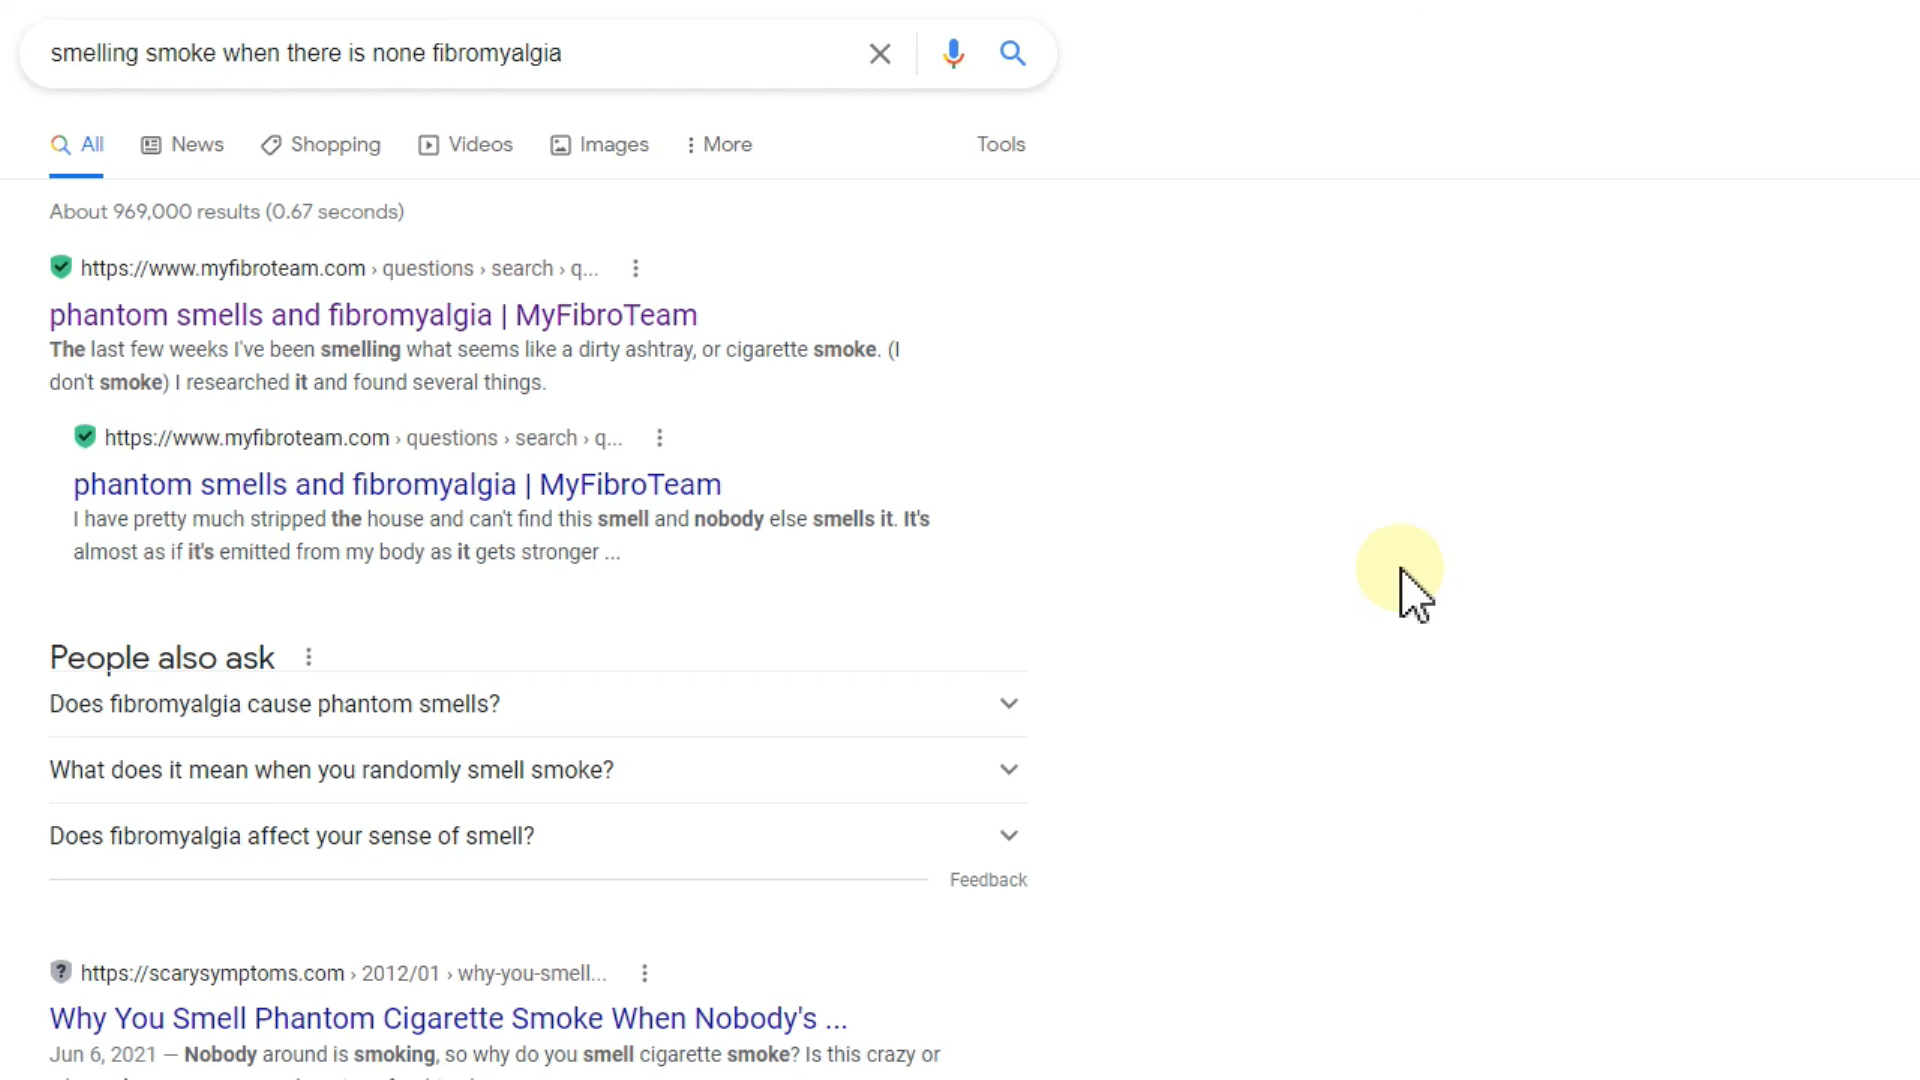 smelling smoke when there is none fibromyalgia
All News Shopping Videos Images More Tools
About 969,000 results (0.67 seconds)
https://www.myfibroteam.com › questions › search › q...
phantom smells and fibromyalgia | MyFibroTeam
The last few weeks I've been smelling what seems like a dirty ashtray, or cigarette smoke. (I
don't smoke) I researched it and found several things.
https://www.myfibroteam.com › questions › search › q...
phantom smells and fibromyalgia | MyFibroTeam
I have pretty much stripped the house and can't find this smell and nobody else smells it. It's
almost as if it's emitted from my body as it gets stronger ...
People also ask
Does fibromyalgia cause phantom smells?
What does it mean when you randomly smell smoke?
Does fibromyalgia affect your sense of smell?
Feedback
https://scarysymptoms.com › 2012/01 › why-you-smell...
Why You Smell Phantom Cigarette Smoke When Nobody's ...
Jun 6, 2021 — Nobody around is smoking, so why do you smell cigarette smoke? Is this crazy or